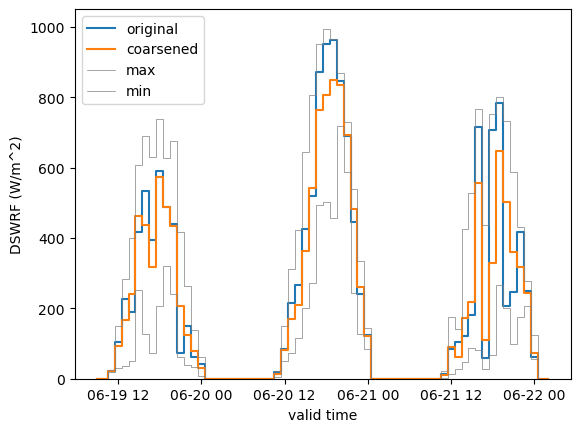 original
coarsened
max
min
1000
800
600
400
200
0
DSWRF (W/m^2)
06-19 12
06-20 00
06-20 12
06-21 00
06-21 12
06-22 00
valid time